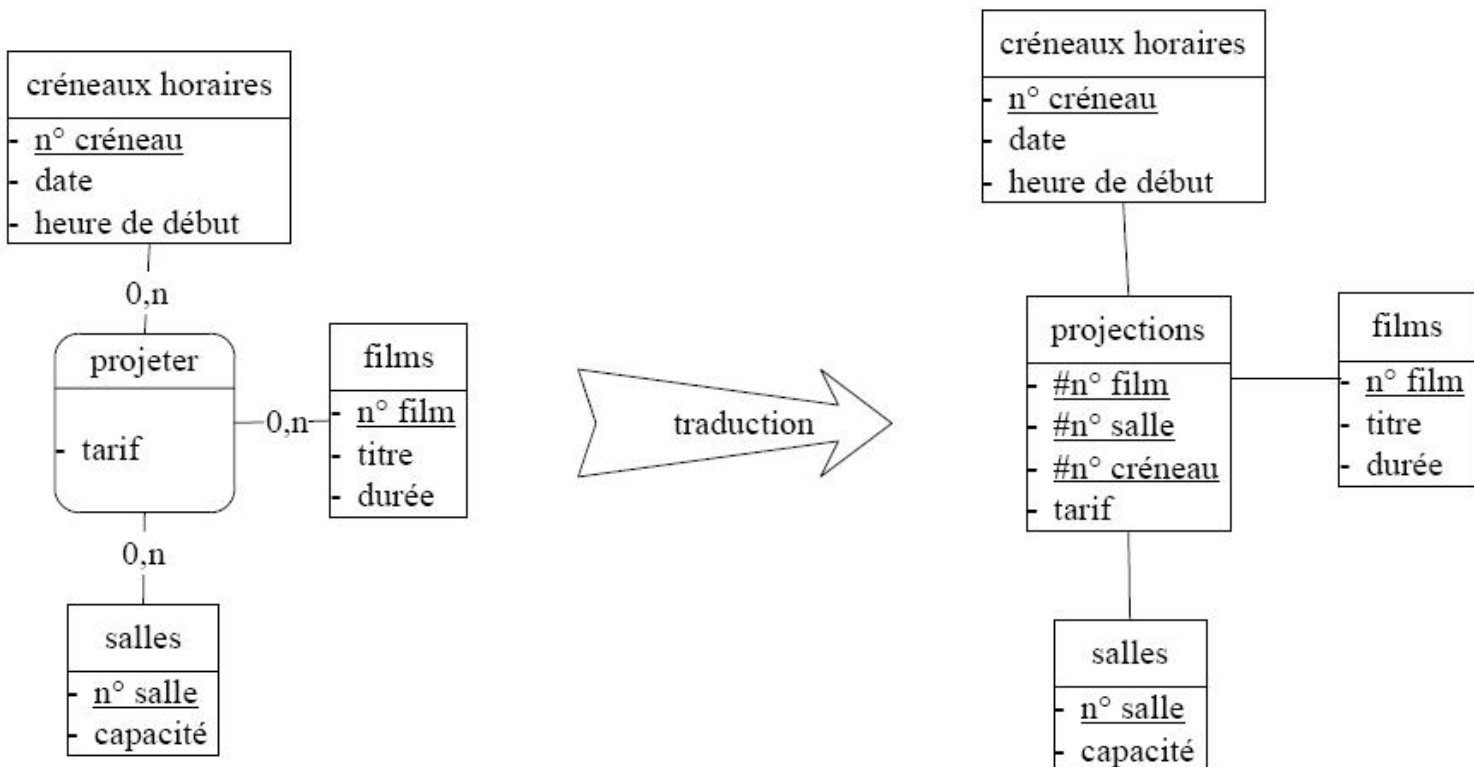 créneaux horaires
- n° créneau
- date
- heure de début
0,n
projeter
- tarif
0,n
films
- n° film
- titre
- durée
0,n
salles
- n° salle
- capacité
traduction
créneaux horaires
- n° créneau
- date
- heure de début
projections
- #n° film
- #n° salle
- #n° créneau
- tarif
films
- n° film
- titre
- durée
salles
- n° salle
- capacité